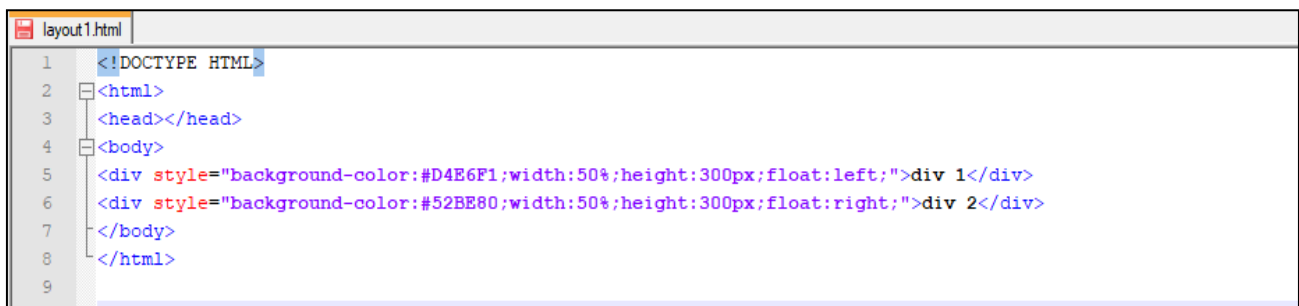 layout1.html
1 <!DOCTYPE HTML>
2 <html>
3 <head></head>
4 <body>
5 <div style="background-color:#D4E6F1;width:50%;height:300px;float:left;">div 1</div>
6 <div style="background-color:#52BE80;width:50%;height:300px;float:right;">div 2</div>
7 </body>
8 </html>
9